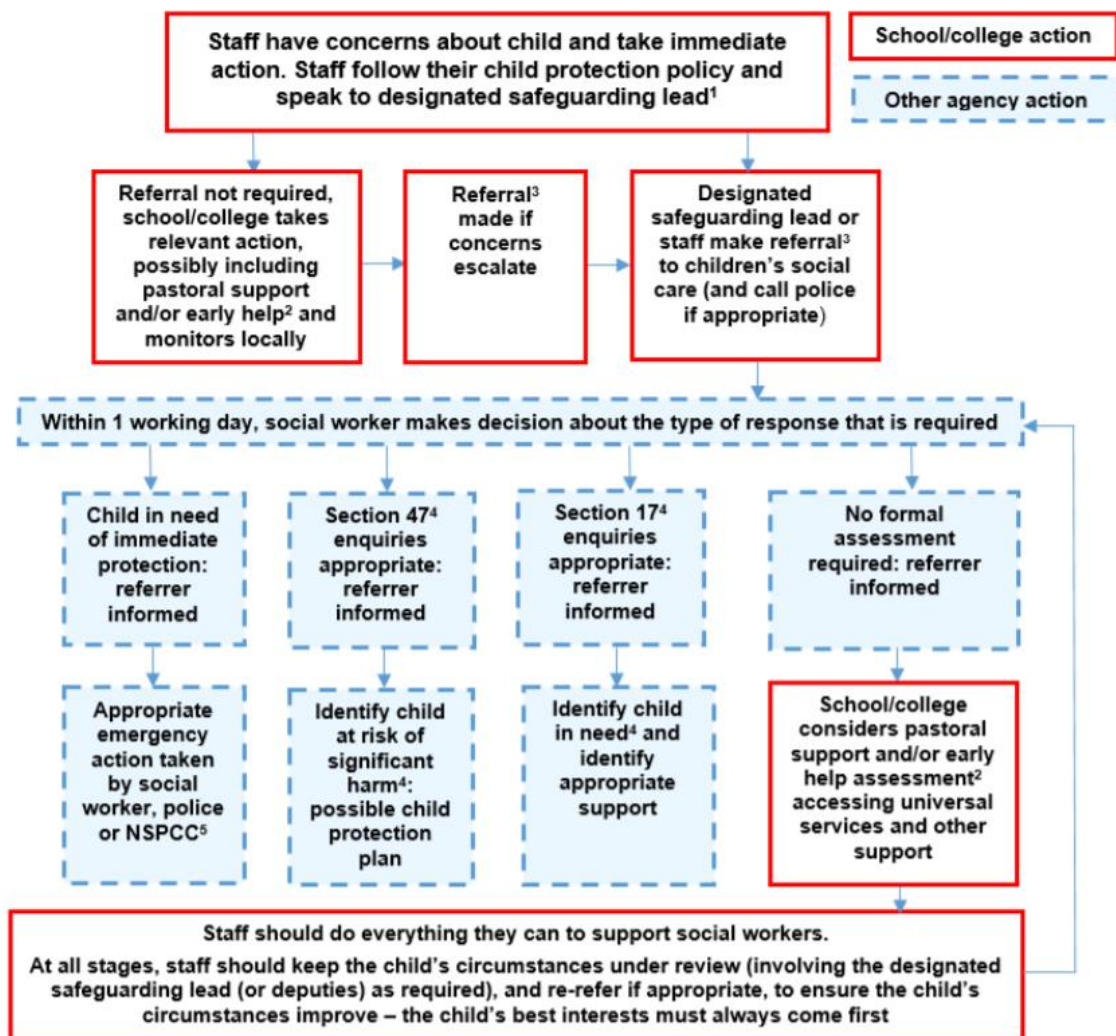 Staff have concerns about child and take immediate
action. Staff follow their child protection policy and
speak to designated safeguarding lead¹
School/college action
Other agency action
Referral not required,
school/college takes
relevant action,
possibly including
pastoral support
and/or early help² and
monitors locally
Referral³
made if
concerns
escalate
Designated
safeguarding lead or
staff make referral³
to children’s social
care (and call police
if appropriate)
Within 1 working day, social worker makes decision about the type of response that is required
Child in need
of immediate
protection:
referrer
informed
Section 47⁴
enquiries
appropriate:
referrer
informed
Section 17⁴
enquiries
appropriate:
referrer
informed
No formal
assessment
required: referrer
informed
Appropriate
emergency
action taken
by social
worker, police
or NSPCC⁵
Identify child
at risk of
significant
harm⁴:
possible child
protection
plan
Identify child
in need⁴ and
identify
appropriate
support
School/college
considers pastoral
support and/or early
help assessment²
accessing universal
services and other
support
Staff should do everything they can to support social workers.
At all stages, staff should keep the child’s circumstances under review (involving the designated
safeguarding lead (or deputies) as required), and re-refer if appropriate, to ensure the child’s
circumstances improve – the child’s best interests must always come first